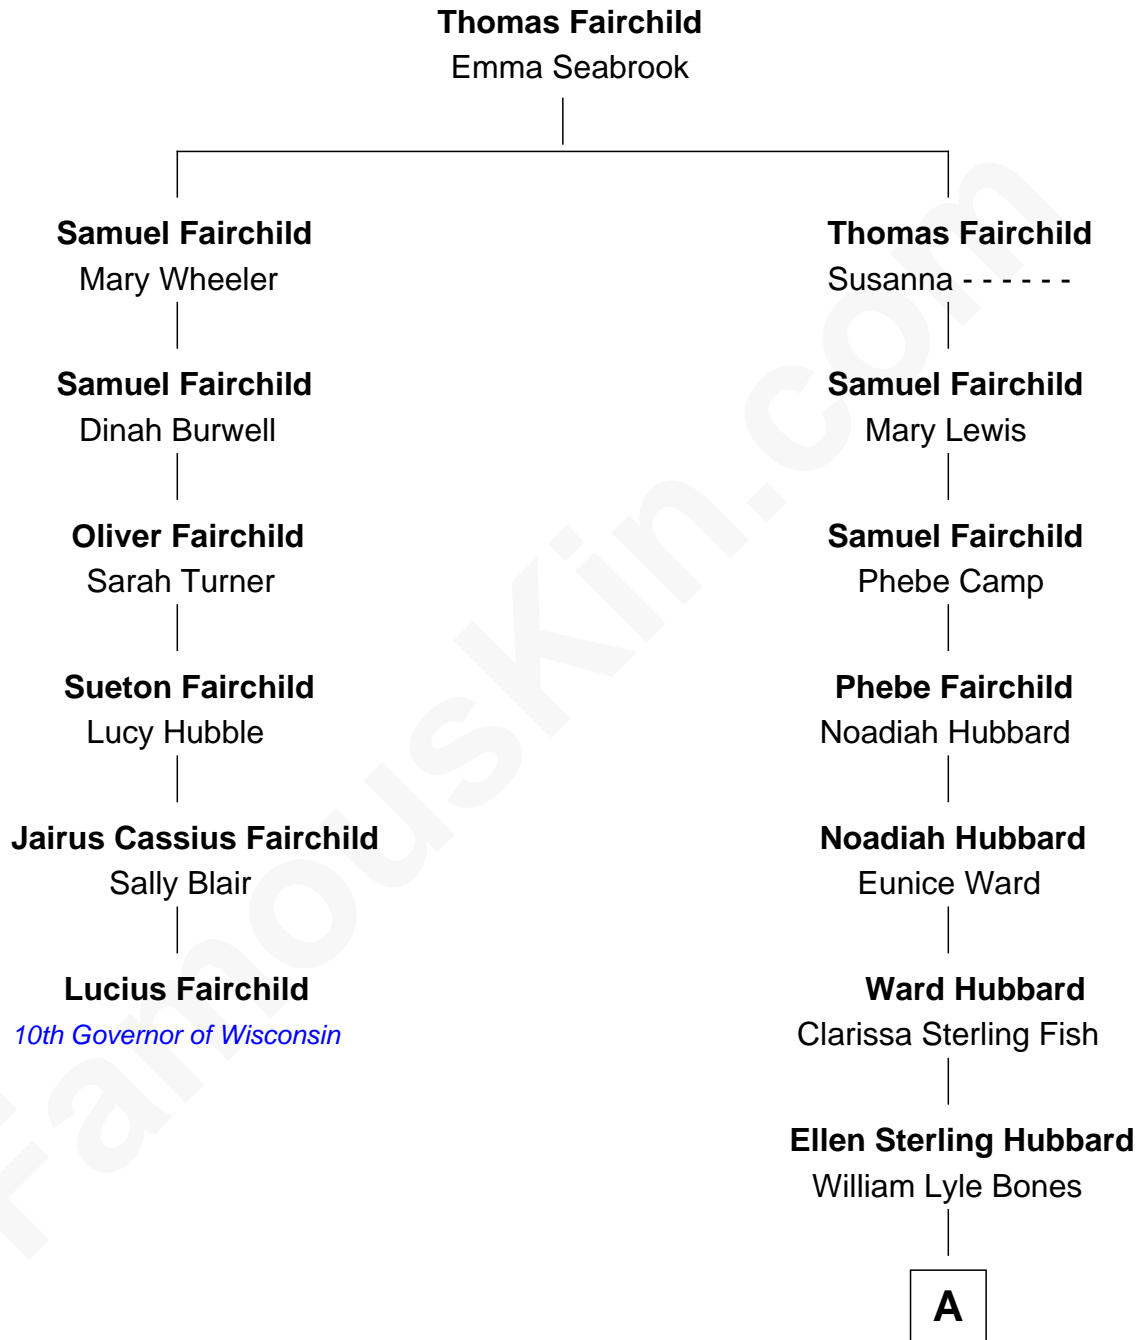 Thomas Fairchild
Emma Seabrook
Samuel Fairchild
Mary Wheeler
Thomas Fairchild
Susanna - - - - - -
Samuel Fairchild
Dinah Burwell
Samuel Fairchild
Mary Lewis
Oliver Fairchild
Sarah Turner
Samuel Fairchild
Phebe Camp
Sueton Fairchild
Lucy Hubble
Phebe Fairchild
Noadiah Hubbard
Jairus Cassius Fairchild
Sally Blair
Noadiah Hubbard
Eunice Ward
Lucius Fairchild
10th Governor of Wisconsin
Ward Hubbard
Clarissa Sterling Fish
Ellen Sterling Hubbard
William Lyle Bones
A
FamousKin.com